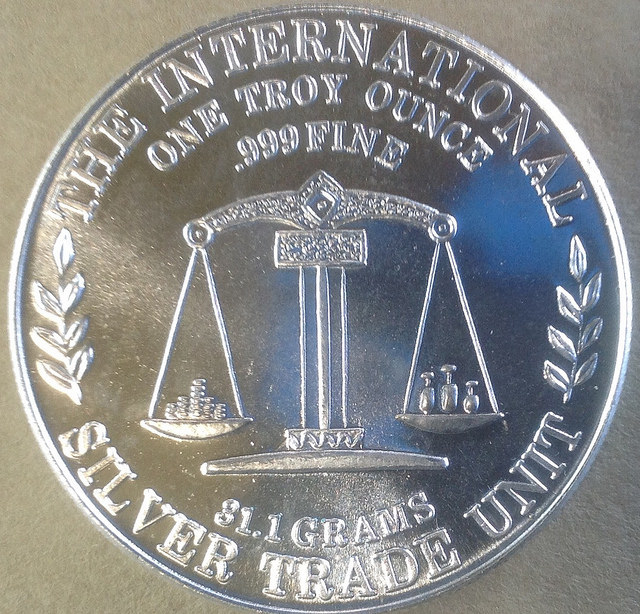 THE INTERNATIONAL
ONE TROY OUNCE
.999 FINE
31.1 GRAMS
SILVER TRADE UNIT